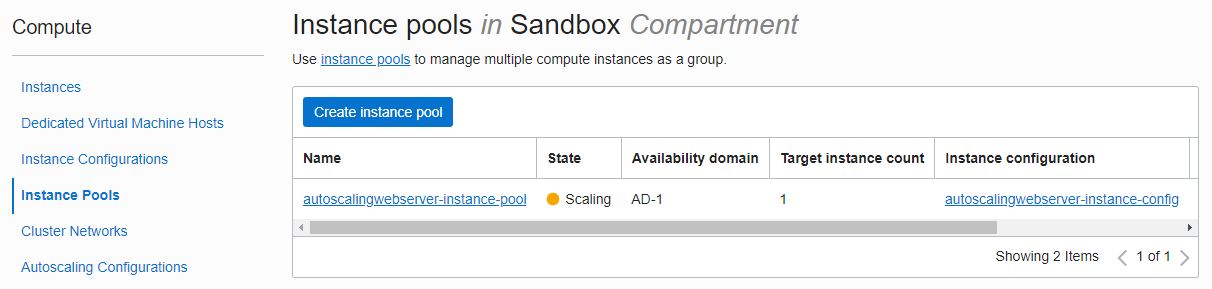 Compute
Instances
Dedicated Virtual Machine Hosts
Instance Configurations
Instance Pools
Cluster Networks
Autoscaling Configurations
Instance pools in Sandbox Compartment
Use instance pools to manage multiple compute instances as a group.
Create instance pool
Name State Availability domain Target instance count Instance configuration
autoscalingwebserver-instance-pool Scaling AD-1 1 autoscalingwebserver-instance-config
Showing 2 Items 1 of 1